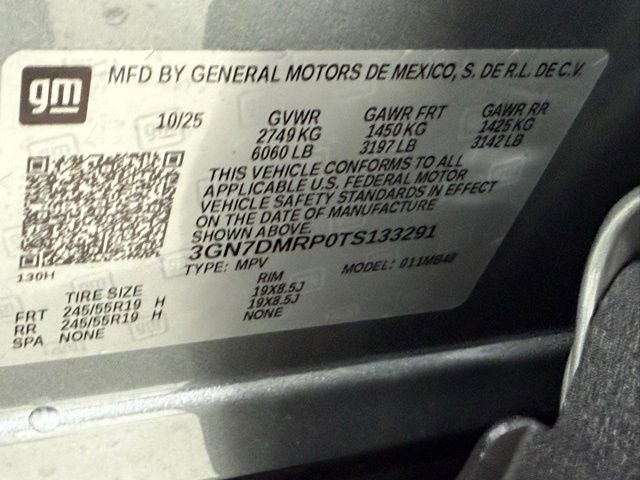 gm
MFD BY GENERAL MOTORS DE MEXICO, S. DE R.L. DE C.V.
10/25 GVWR GAWR FRT GAWR RR
2749 KG 1450 KG 1425 KG
6060 LB 3197 LB 3142 LB
THIS VEHICLE CONFORMS TO ALL
APPLICABLE U.S. FEDERAL MOTOR
VEHICLE SAFETY STANDARDS IN EFFECT
ON THE DATE OF MANUFACTURE
SHOWN ABOVE.
3GN7DMRP0TS133291
TYPE: MPV MODEL: 011MB48
130H
TIRE SIZE RIM
FRT 245/55R19 H 19X8.5J
RR 245/55R19 H 19X8.5J
SPA NONE NONE